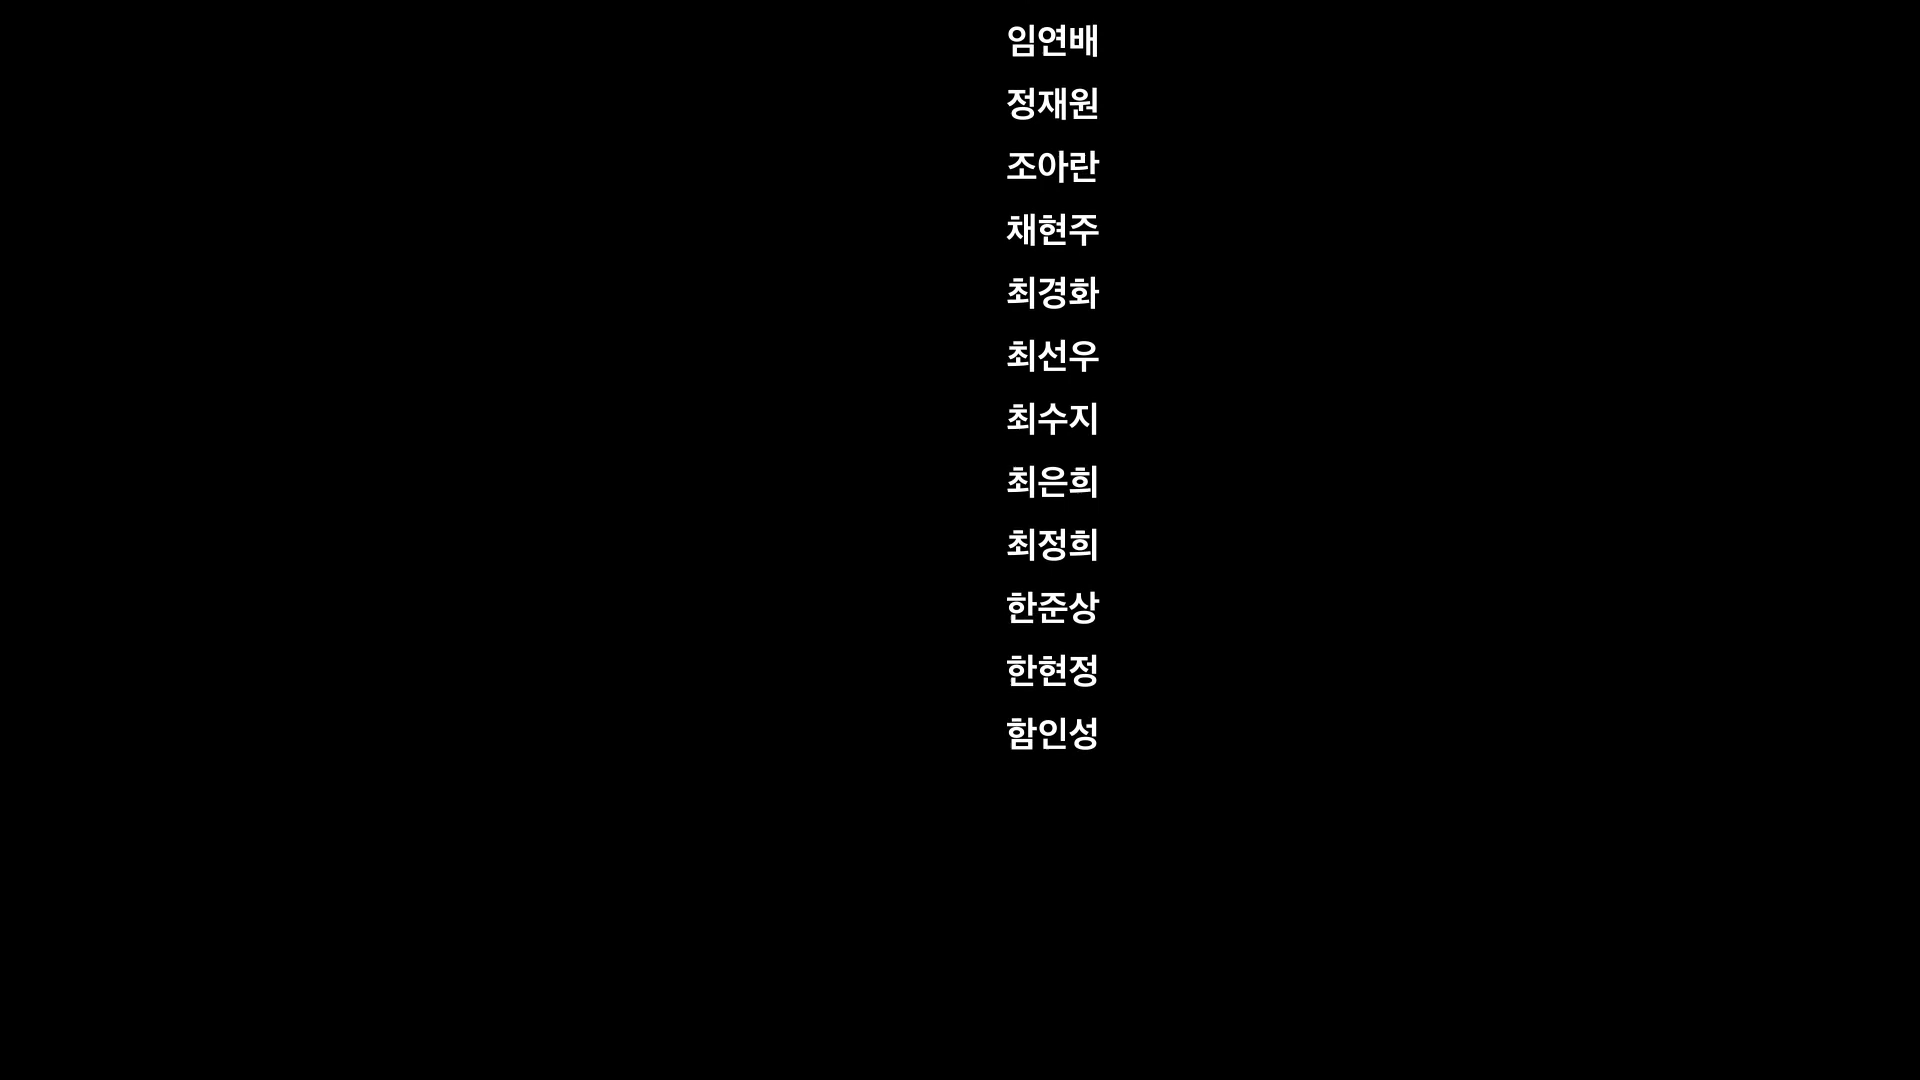 임연배
정재원
조아란
채현주
최경화
최선우
최수지
최은희
최정희
한준상
한현정
함인성